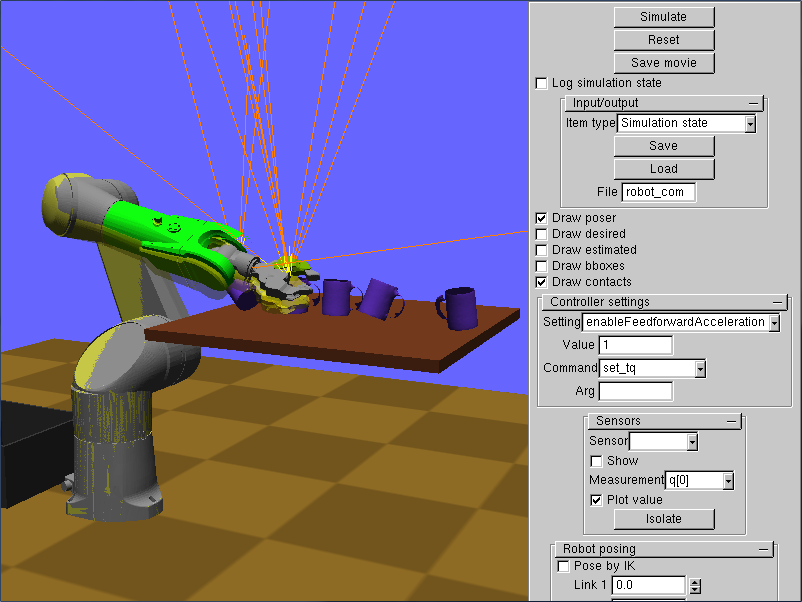 Simulate
Reset
Save movie
Log simulation state
Input/output
Item type Simulation state
Save
Load
File robot_com
Draw poser
Draw desired
Draw estimated
Draw bboxes
Draw contacts
Controller settings
Setting enableFeedforwardAcceleration
Value 1
Command set_tq
Arg
Sensors
Sensor
Show
Measurement q[0]
Plot value
Isolate
Robot posing
Pose by IK
Link 1 0.0